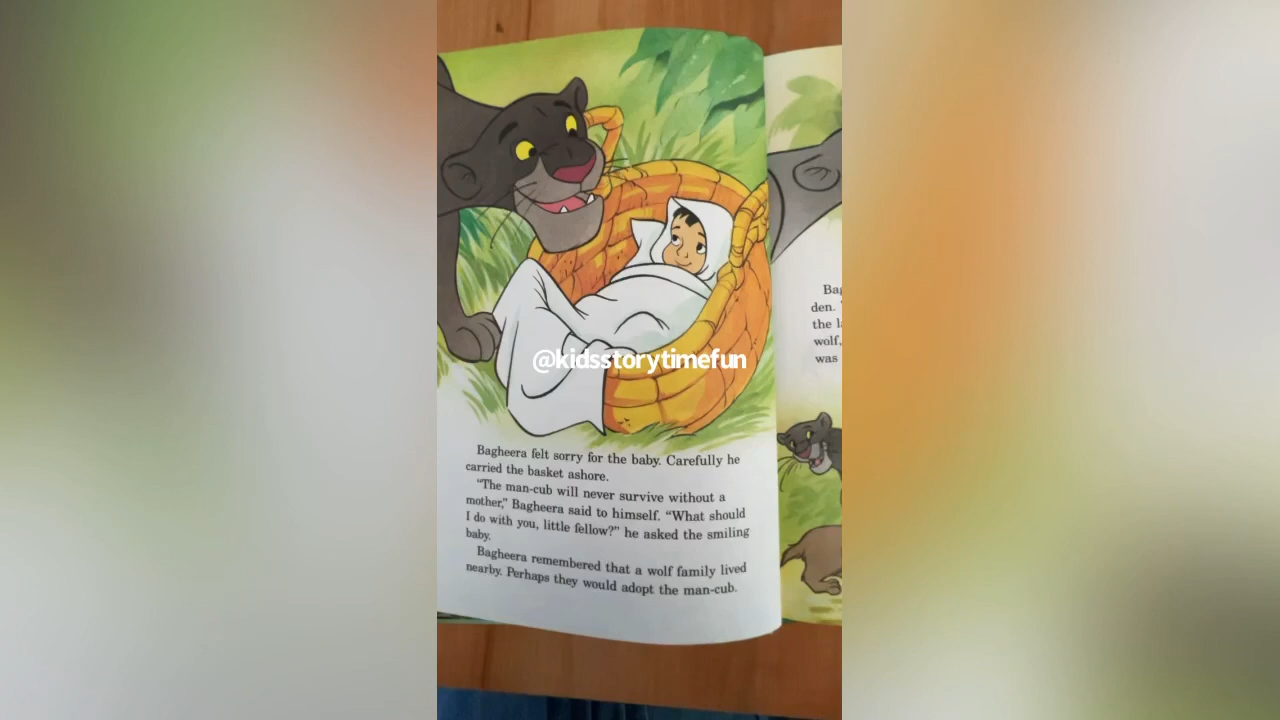 @kidsstorytimefun
Bagheera felt sorry for the baby. Carefully he
carried the basket ashore.
“The man-cub will never survive without a
mother,” Bagheera said to himself. “What should
I do with you, little fellow?” he asked the smiling
baby.
Bagheera remembered that a wolf family lived
nearby. Perhaps they would adopt the man-cub.
den.
the
wolf,
was